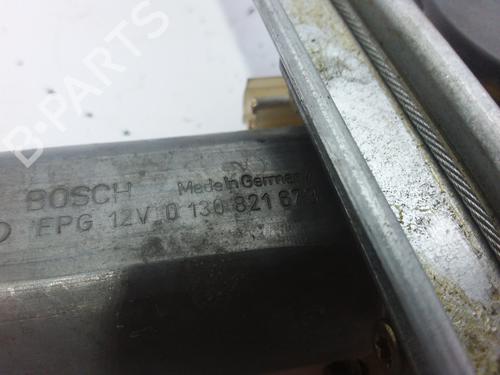 B-PARTS
BOSCH Made in Germany
FPG 12V 0 130 821